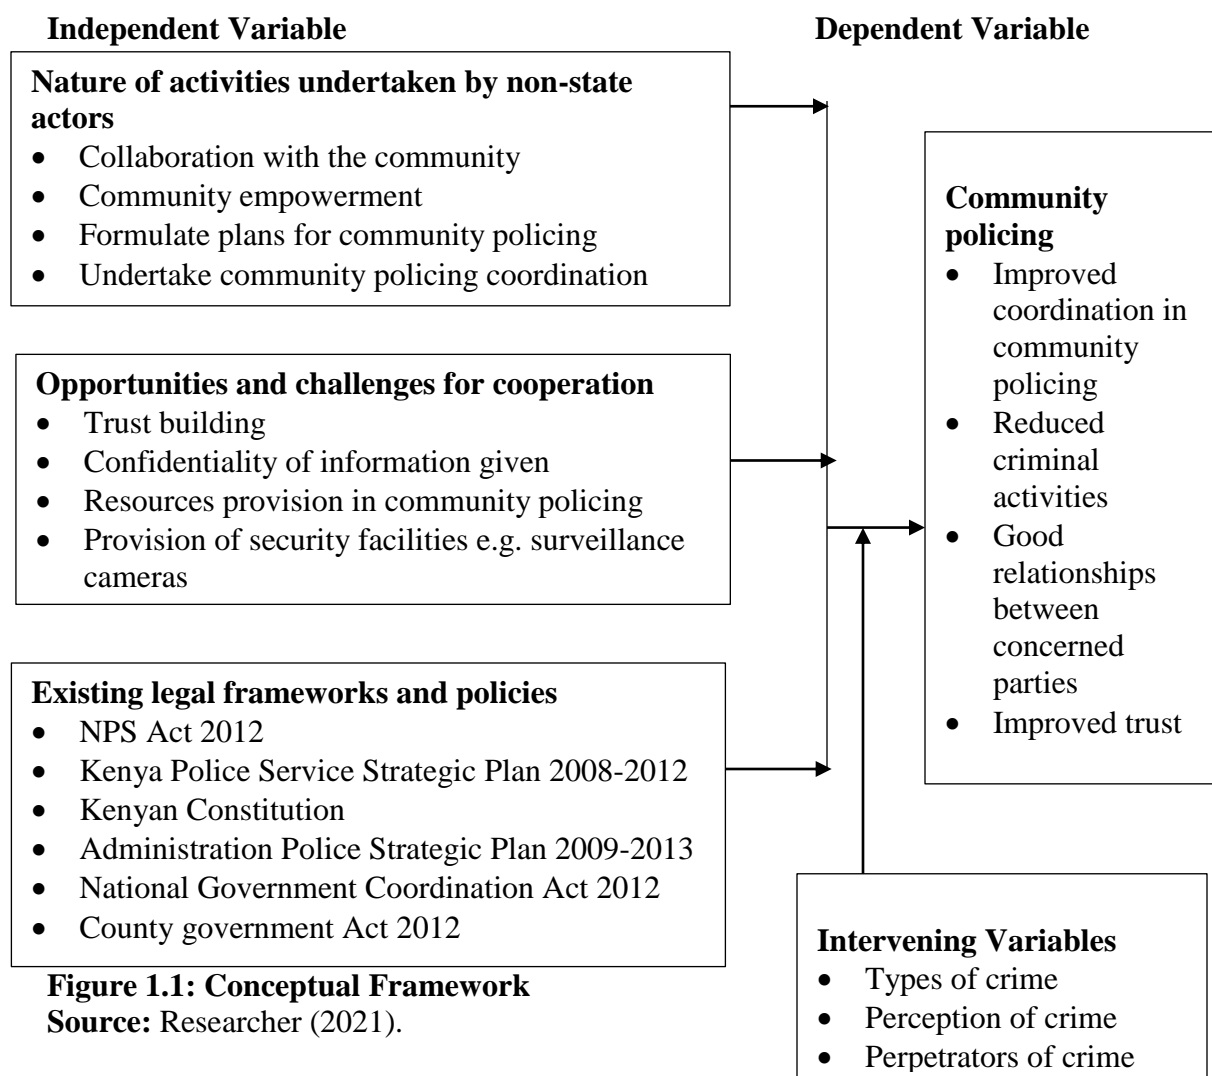 Independent Variable
Dependent Variable
Nature of activities undertaken by non-state
actors
• Collaboration with the community
• Community empowerment
• Formulate plans for community policing
• Undertake community policing coordination
Opportunities and challenges for cooperation
• Trust building
• Confidentiality of information given
• Resources provision in community policing
• Provision of security facilities e.g. surveillance
cameras
Existing legal frameworks and policies
• NPS Act 2012
• Kenya Police Service Strategic Plan 2008-2012
• Kenyan Constitution
• Administration Police Strategic Plan 2009-2013
• National Government Coordination Act 2012
• County government Act 2012
Community
policing
• Improved
coordination in
community
policing
• Reduced
criminal
activities
• Good
relationships
between
concerned
parties
• Improved trust
Intervening Variables
• Types of crime
• Perception of crime
• Perpetrators of crime
Figure 1.1: Conceptual Framework
Source: Researcher (2021).